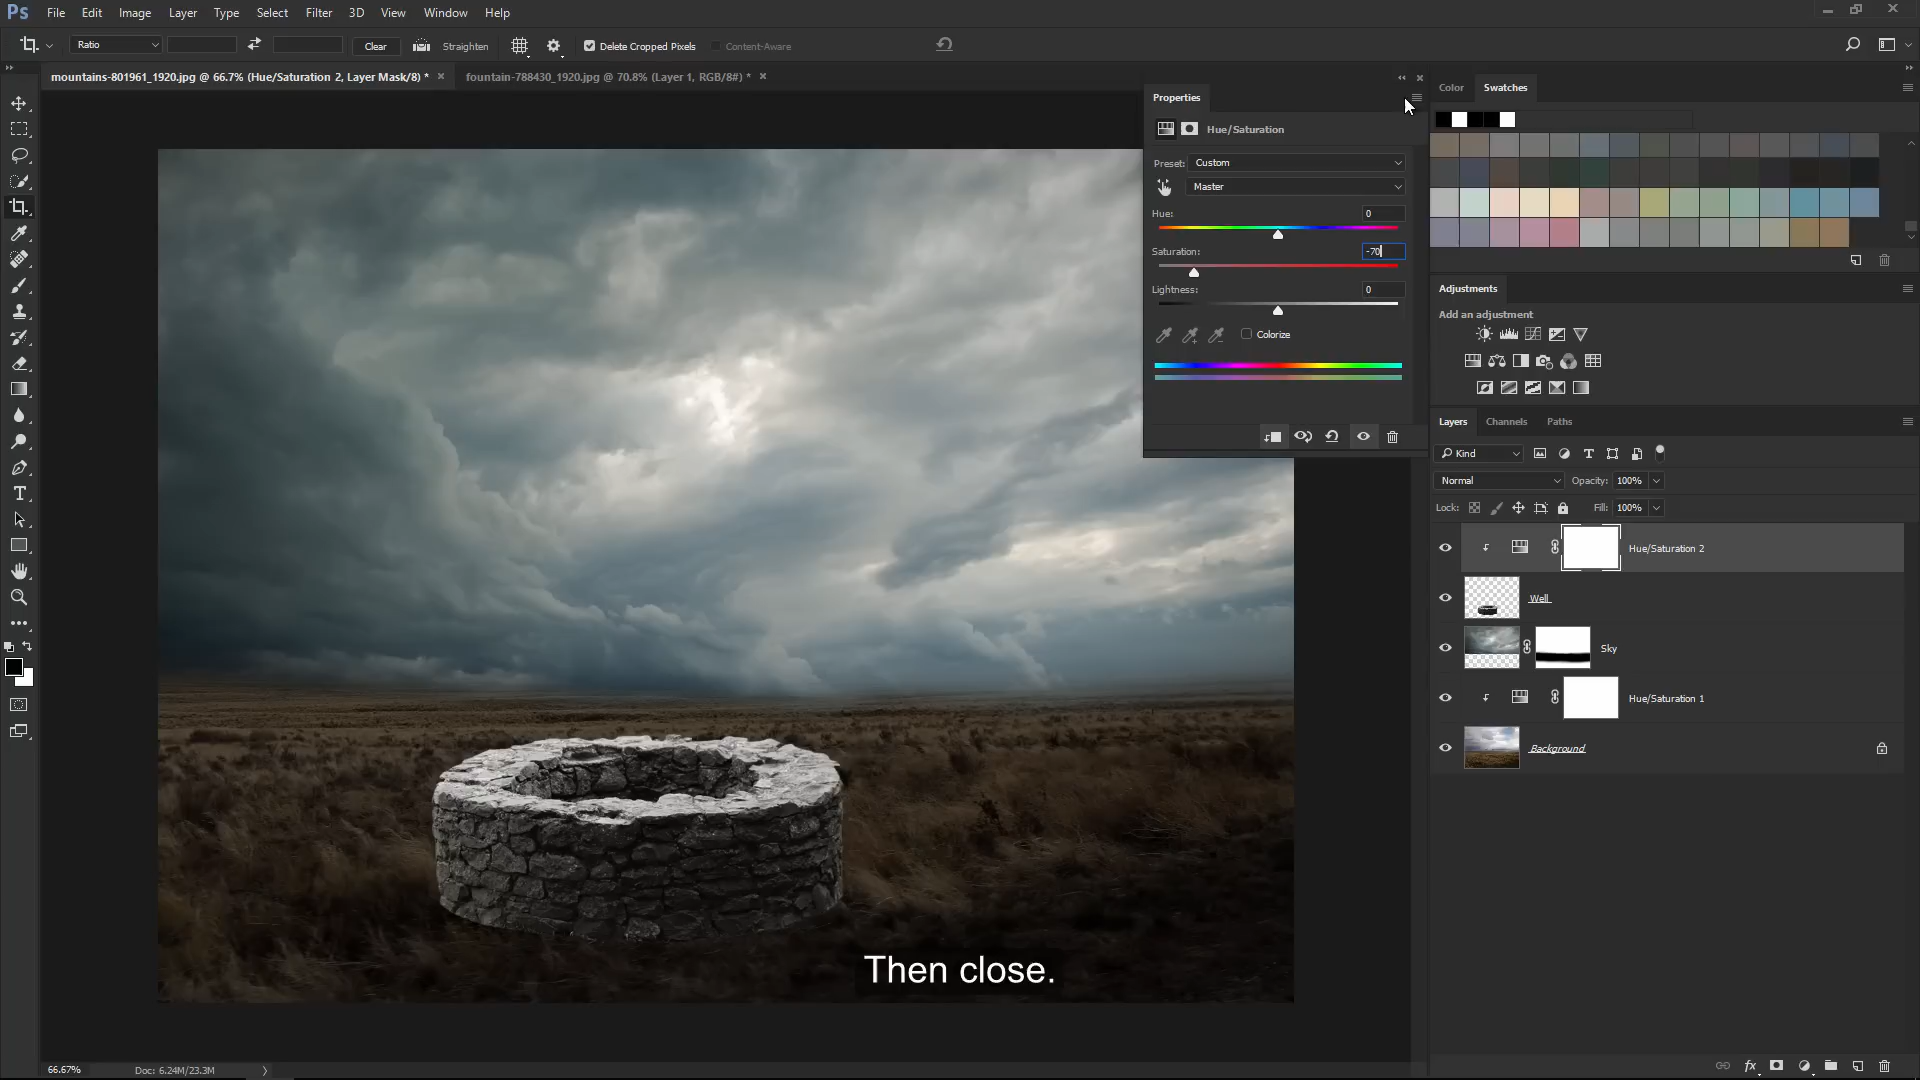 Ps File Edit Image Layer Type Select Filter 3D View Window Help
Ratio Clear Straighten Delete Cropped Pixels Content-Aware
mountains-801961_1920.jpg @ 66.7% (Hue/Saturation 2, Layer Mask/8) * fountain-788430_1920.jpg @ 70.8% (Layer 1, RGB/8#) *
Properties
Hue/Saturation
Preset: Custom
Master
Hue: 0
Saturation: -70
Lightness: 0
Colorize
Color Swatches
Adjustments
Add an adjustment
Layers Channels Paths
Kind
Normal Opacity: 100%
Lock: Fill: 100%
Hue/Saturation 2
Well
Sky
Hue/Saturation 1
Background
Then close.
66.67% Doc: 6.24M/23.3M